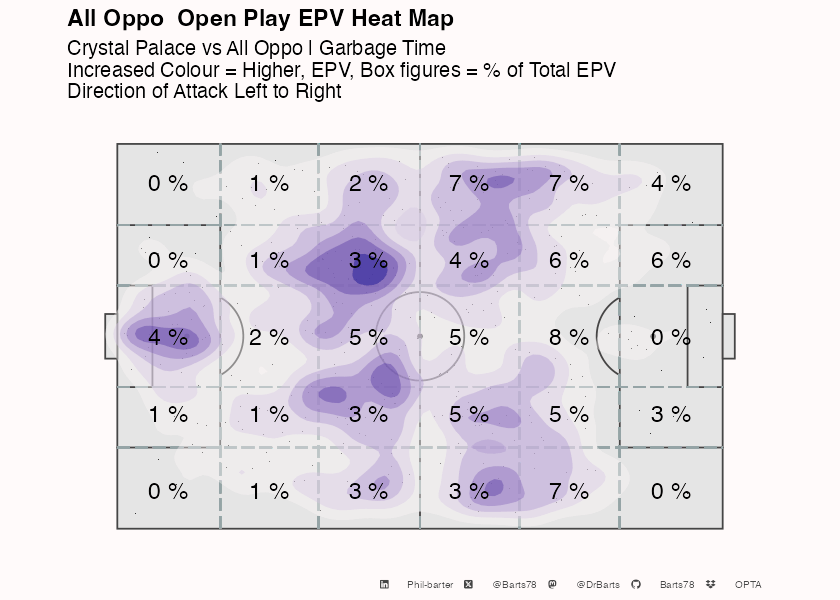 All Oppo  Open Play EPV Heat Map
Crystal Palace vs All Oppo | Garbage Time
Increased Colour = Higher, EPV, Box figures = % of Total EPV
Direction of Attack Left to Right
0 % 1 % 2 % 7 % 7 % 4 %
0 % 1 % 3 % 4 % 6 % 6 %
4 % 2 % 5 % 5 % 8 % 0 %
1 % 1 % 3 % 5 % 5 % 3 %
0 % 1 % 3 % 3 % 7 % 0 %
Phil-barter @Barts78 @DrBarts Barts78 OPTA